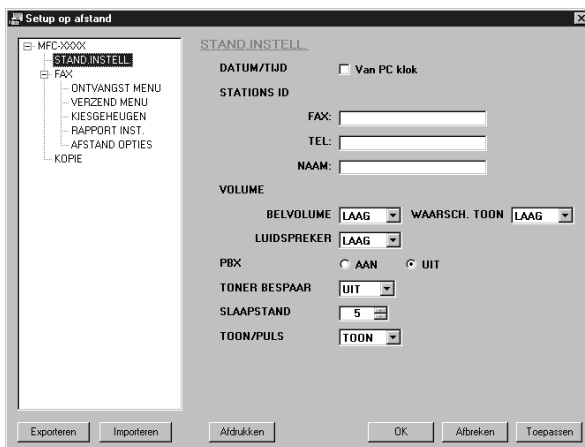 Setup op afstand
MFC-XXXX
STAND.INSTELL.
FAX
ONTVANGST MENU
VERZEND MENU
KIESGEHEUGEN
RAPPORT INST.
AFSTAND OPTIES
KOPIE
STAND.INSTELL.
DATUM/TIJD Van PC klok
STATIONS ID
FAX:
TEL:
NAAM:
VOLUME
BELVOLUME LAAG WAARSCH. TOON LAAG
LUIDSPREKER LAAG
PBX AAN UIT
TONER BESPAAR UIT
SLAAPSTAND 5
TOON/PULS TOON
Exporteren Importeren Afdrukken OK Afbreken Toepassen